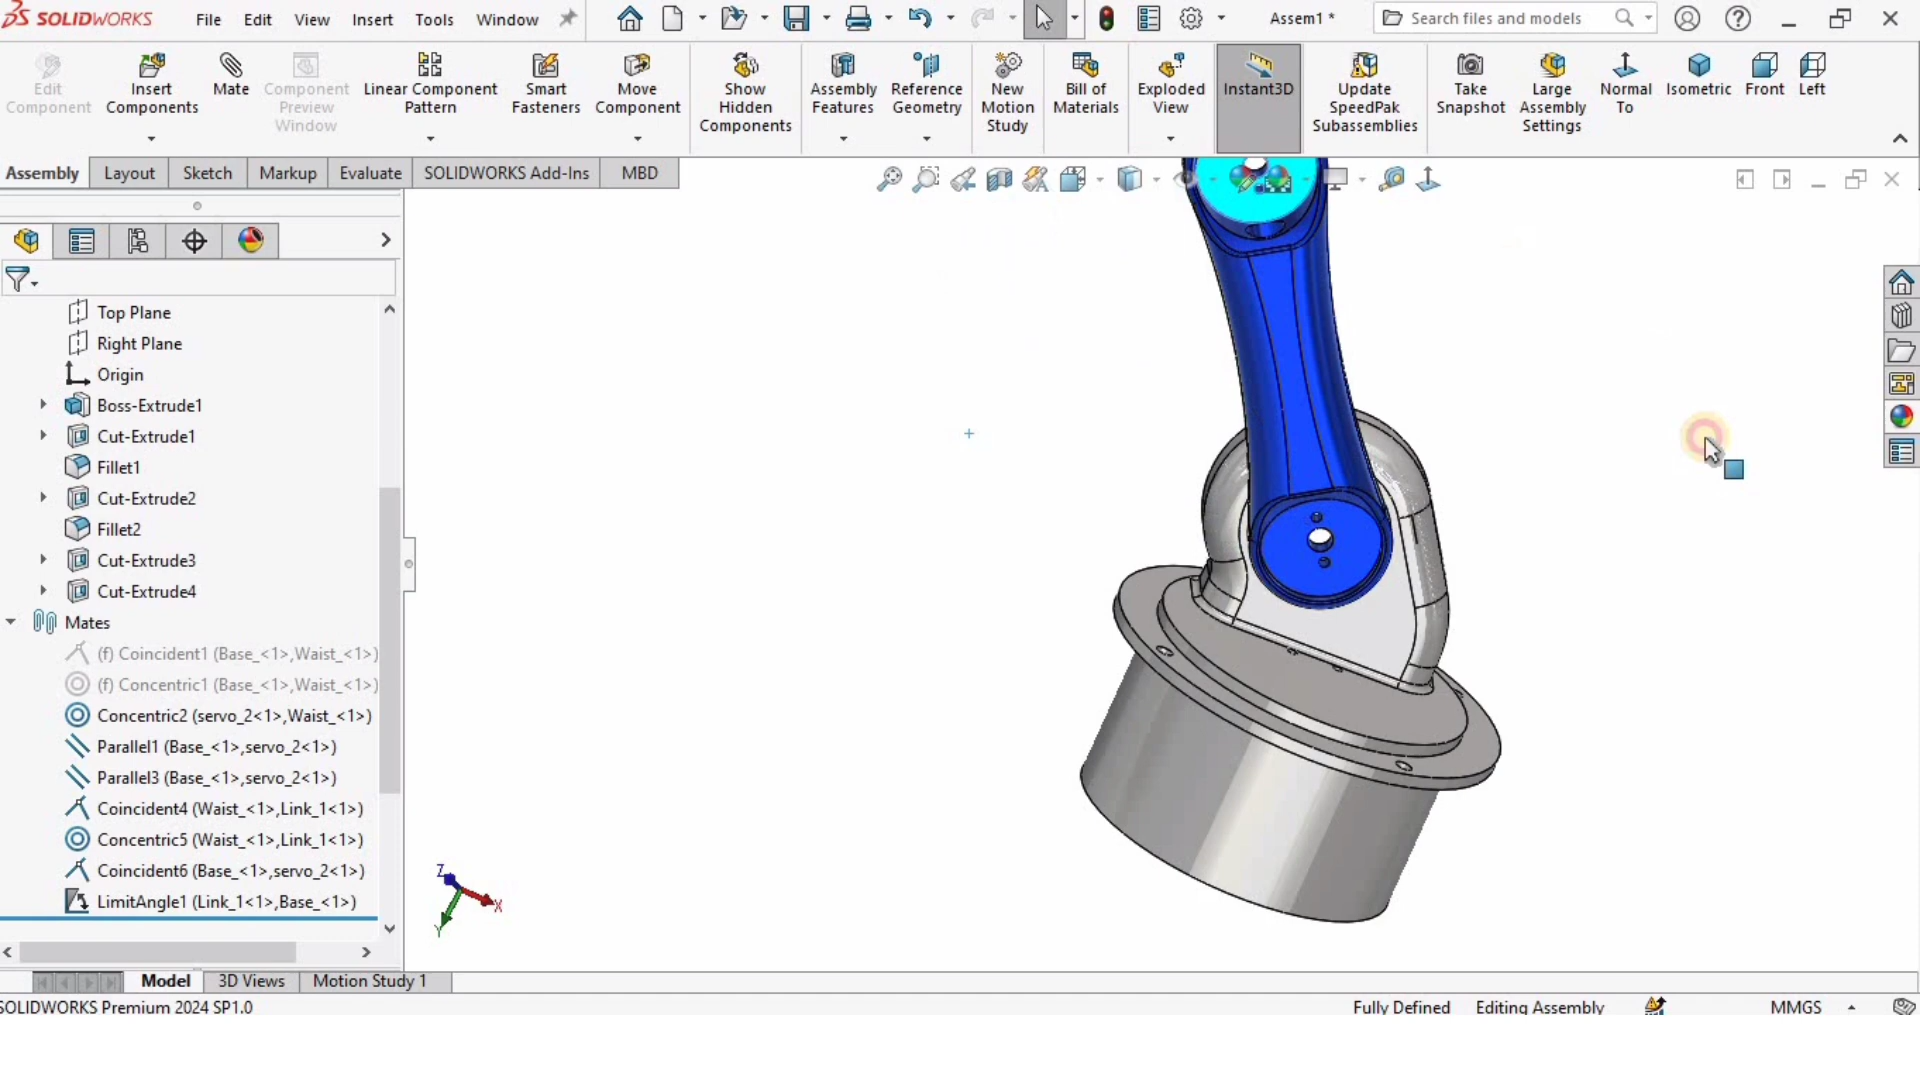 SOLIDWORKS File Edit View Insert Tools Window Assem1 * Search files and models
Edit Component
Insert Components
Mate
Component Preview Window
Linear Component Pattern
Smart Fasteners
Move Component
Show Hidden Components
Assembly Features
Reference Geometry
New Motion Study
Bill of Materials
Exploded View
Instant3D
Update SpeedPak Subassemblies
Take Snapshot
Large Assembly Settings
Normal To
Isometric
Front
Left
Assembly Layout Sketch Markup Evaluate SOLIDWORKS Add-Ins MBD
Top Plane
Right Plane
Origin
Boss-Extrude1
Cut-Extrude1
Fillet1
Cut-Extrude2
Fillet2
Cut-Extrude3
Cut-Extrude4
Mates
(f) Coincident1 (Base_<1>,Waist_<1>)
(f) Concentric1 (Base_<1>,Waist_<1>)
Concentric2 (servo_2<1>,Waist_<1>)
Parallel1 (Base_<1>,servo_2<1>)
Parallel3 (Base_<1>,servo_2<1>)
Coincident4 (Waist_<1>,Link_1<1>)
Concentric5 (Waist_<1>,Link_1<1>)
Coincident6 (Base_<1>,servo_2<1>)
LimitAngle1 (Link_1<1>,Base_<1>)
Z
X
Y
Model 3D Views Motion Study 1
SOLIDWORKS Premium 2024 SP1.0 Fully Defined Editing Assembly MMGS